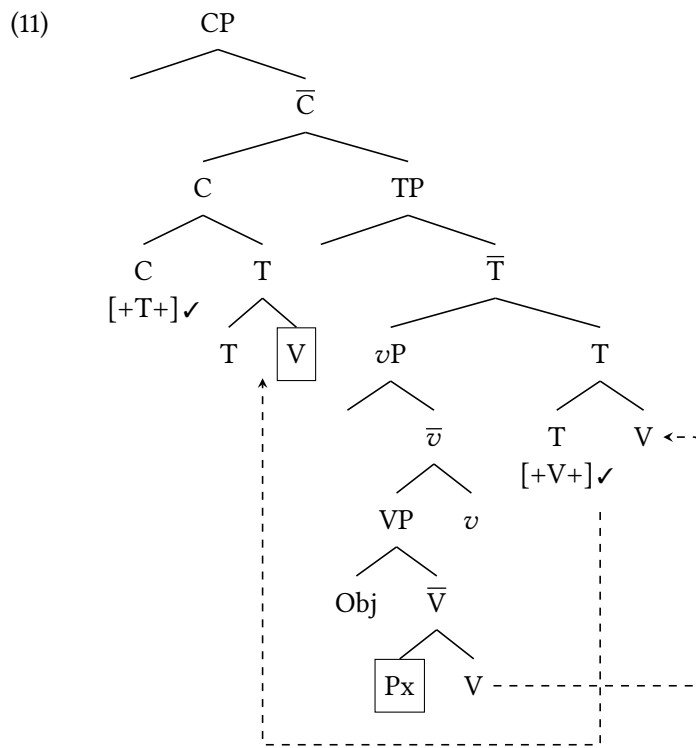 (11) CP
C̅
C TP
C T T̅
[+T+]✓
T V vP T
v̅ T V
[+V+]✓
VP v
Obj V̅
Px V